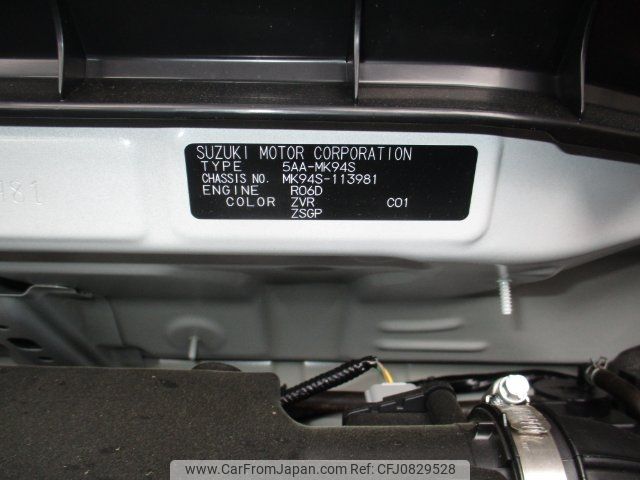 SUZUKI MOTOR CORPORATION
TYPE 5AA-MK94S
CHASSIS NO. MK94S-113981
ENGINE R06D
COLOR ZVR C01
ZSGP
981
www.CarFromJapan.com | Ref No. CFJ0829528